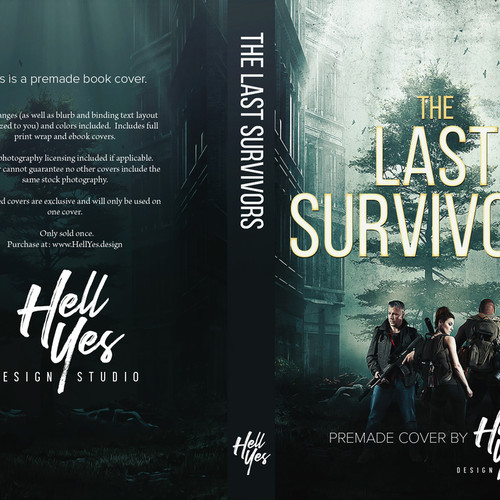 s is a premade book cover.
anges (as well as blurb and binding text layout
zed to you) and colors included. Includes full
print wrap and ebook covers.
photography licensing included if applicable.
cannot guarantee no other covers include the
same stock photography.
d covers are exclusive and will only be used on
one cover.
Only sold once.
Purchase at: www.HellYes.design
Hell
Yes
ESIGN STUDIO
THE LAST SURVIVORS
Hell
Yes
THE
LAST
SURVIVO
PREMADE COVER BY
H
Y
DESIGN